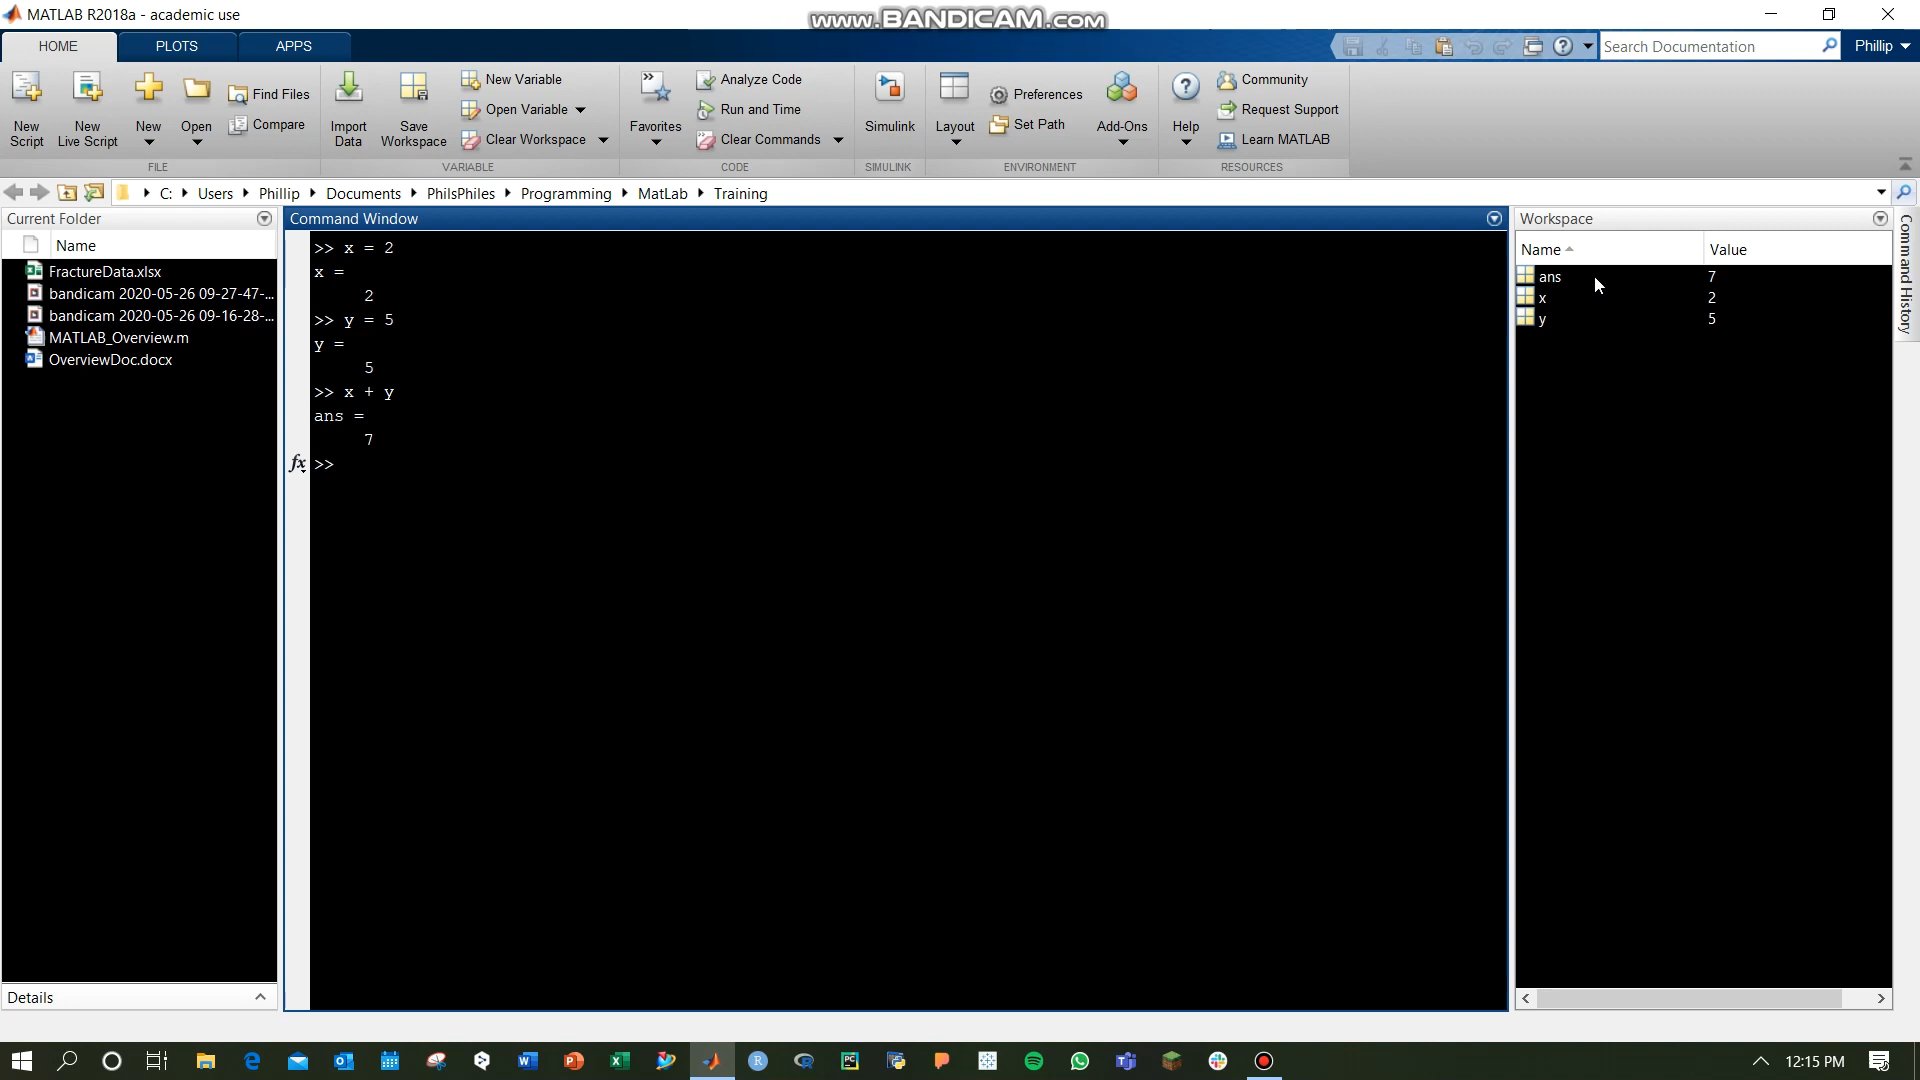 MATLAB R2018a - academic use
www.BANDICAM.com
HOME
PLOTS
APPS
Search Documentation
Phillip
New Script
New Live Script
New
Open
Find Files
Compare
FILE
Import Data
Save Workspace
New Variable
Open Variable
Clear Workspace
VARIABLE
Favorites
Analyze Code
Run and Time
Clear Commands
CODE
Simulink
SIMULINK
Layout
Preferences
Set Path
Add-Ons
ENVIRONMENT
Help
Community
Request Support
Learn MATLAB
RESOURCES
C: Users Phillip Documents PhilsPhiles Programming MatLab Training
Current Folder
Name
FractureData.xlsx
bandicam 2020-05-26 09-27-47-...
bandicam 2020-05-26 09-16-28-...
MATLAB_Overview.m
OverviewDoc.docx
Details
Command Window
>> x = 2
x =
2
>> y = 5
y =
5
>> x + y
ans =
7
fx >>
Workspace
Name Value
ans 7
x 2
y 5
Command History
12:15 PM